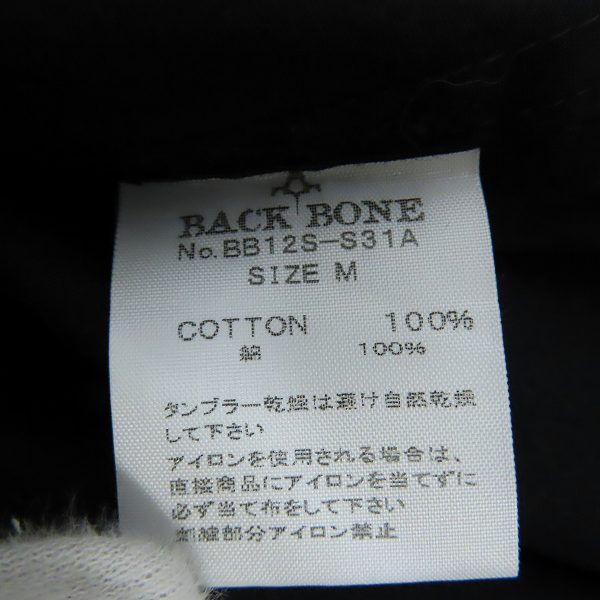 BACK BONE
No.BB12S-S31A
SIZE M
COTTON 100%
綿 100%
タンブラー乾燥は避け自然乾燥
して下さい
アイロンを使用される場合は、
直接商品にアイロンを当てずに
必ず当て布をして下さい
刺繍部分アイロン禁止